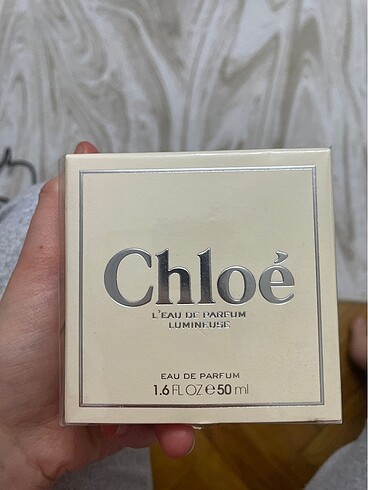 Chloé
L'EAU DE PARFUM
LUMINEUSE
EAU DE PARFUM
1.6 FL OZ ℮ 50 ml